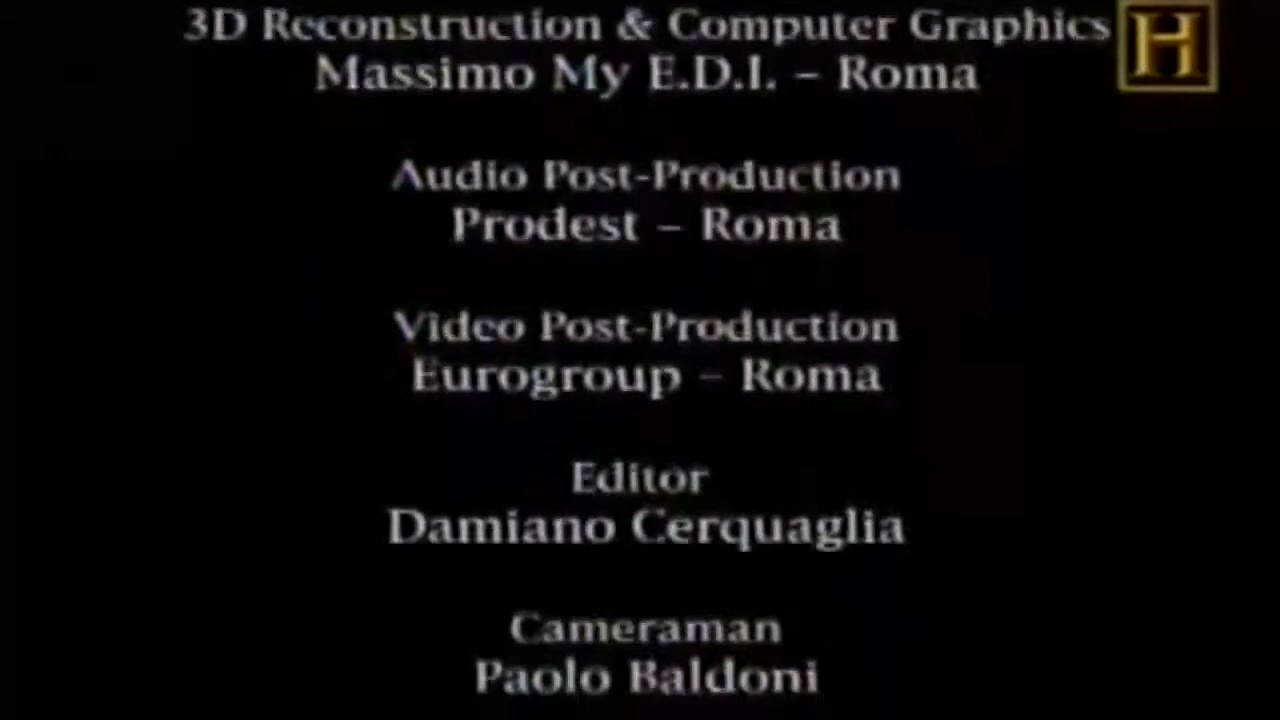 3D Reconstruction & Computer Graphics
H
Massimo My E.D.I. – Roma
Audio Post-Production
Prodest – Roma
Video Post-Production
Eurogroup – Roma
Editor
Damiano Cerquaglia
Cameraman
Paolo Baldoni